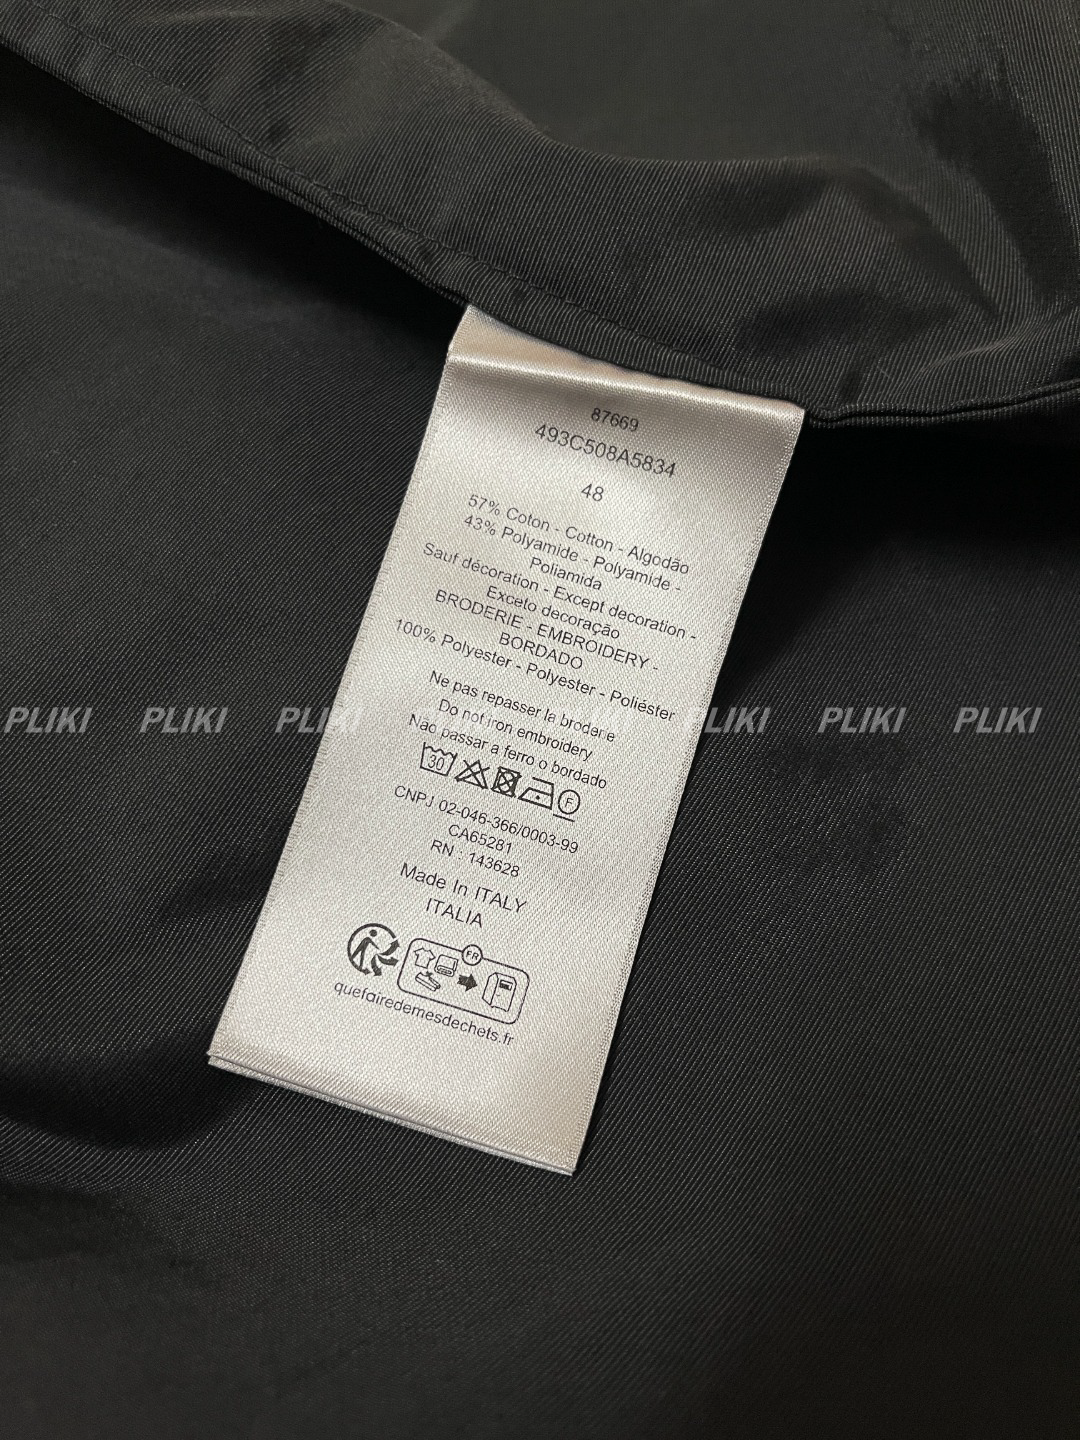 87669
493C508A5834
48
57% Coton - Cotton - Algodão
43% Polyamide - Polyamide -
Poliamida
Sauf décoration - Except decoration -
Exceto decoração
BRODERIE - EMBROIDERY -
BORDADO
100% Polyester - Polyester - Poliéster
Ne pas repasser la broderie
Do not iron embroidery
Não passar a ferro o bordado
PLIKI PLIKI PLIKI PLIKI PLIKI PLIKI
30 F
CNPJ 02-046-366/0003-99
CA65281
RN : 143628
Made In ITALY
ITALIA
FR
quefairedemesdechets.fr